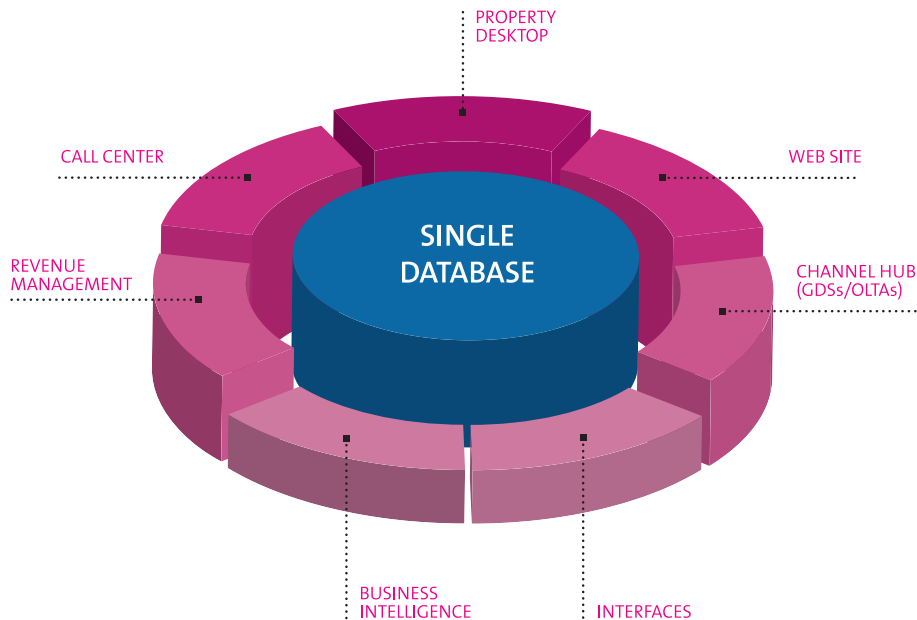 PROPERTY
DESKTOP
CALL CENTER
WEB SITE
SINGLE
DATABASE
REVENUE
MANAGEMENT
CHANNEL HUB
(GDSs/OLTAs)
BUSINESS
INTELLIGENCE
INTERFACES